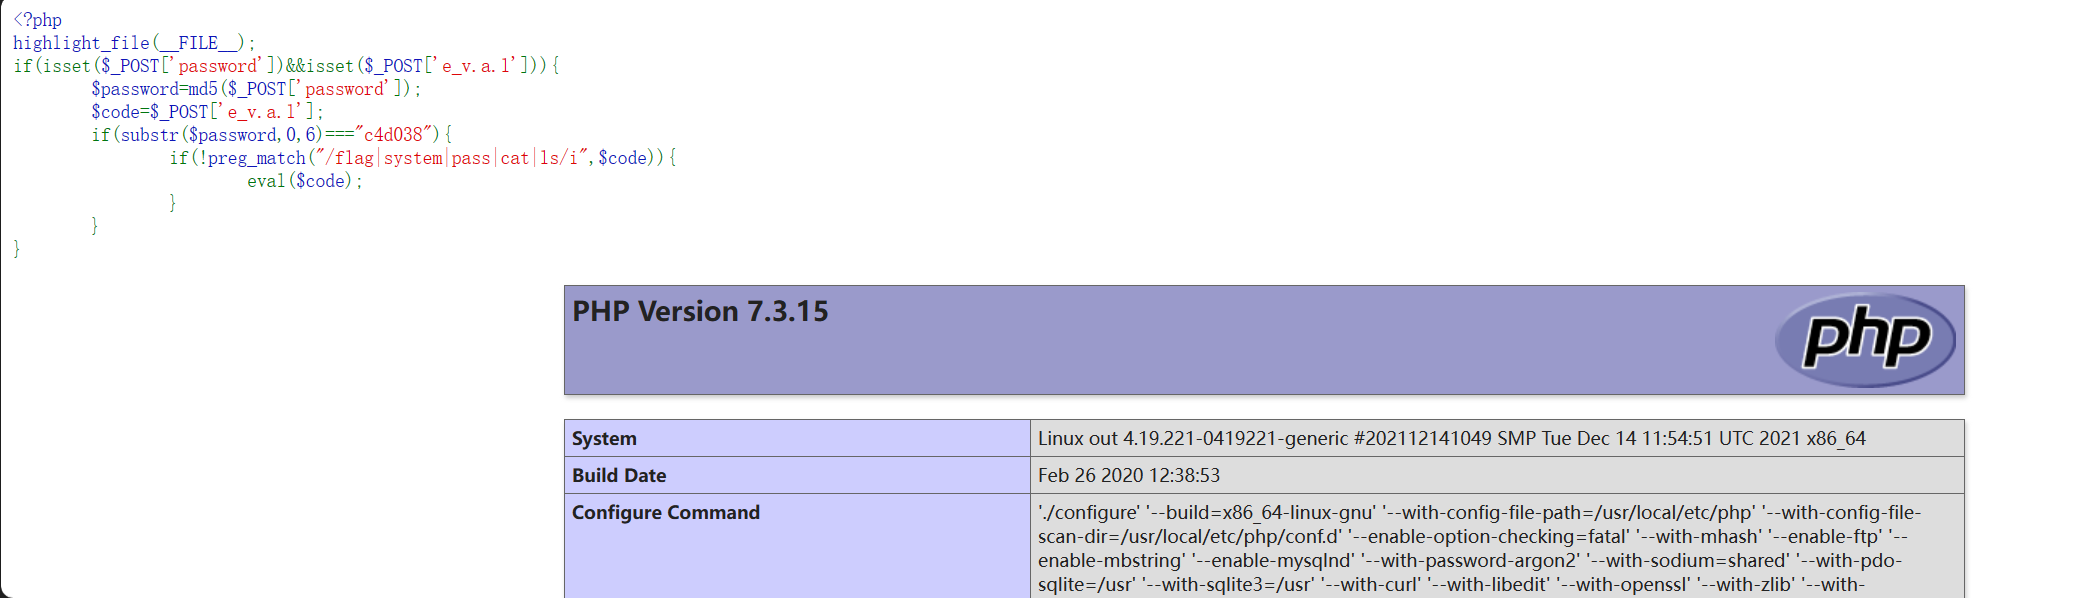 <?php
highlight_file(__FILE__);
if(isset($_POST['password'])&&isset($_POST['e_v.a.l'])){
        $password=md5($_POST['password']);
        $code=$_POST['e_v.a.l'];
        if(substr($password,0,6)==="c4d038"){
                if(!preg_match("/flag|system|pass|cat|ls/i",$code)){
                        eval($code);
                }
        }
}
PHP Version 7.3.15
php
System Linux out 4.19.221-0419221-generic #202112141049 SMP Tue Dec 14 11:54:51 UTC 2021 x86_64
Build Date Feb 26 2020 12:38:53
Configure Command './configure' '--build=x86_64-linux-gnu' '--with-config-file-path=/usr/local/etc/php' '--with-config-file-
scan-dir=/usr/local/etc/php/conf.d' '--enable-option-checking=fatal' '--with-mhash' '--enable-ftp' '--
enable-mbstring' '--enable-mysqlnd' '--with-password-argon2' '--with-sodium=shared' '--with-pdo-
sqlite=/usr' '--with-sqlite3=/usr' '--with-curl' '--with-libedit' '--with-openssl' '--with-zlib' '--with-